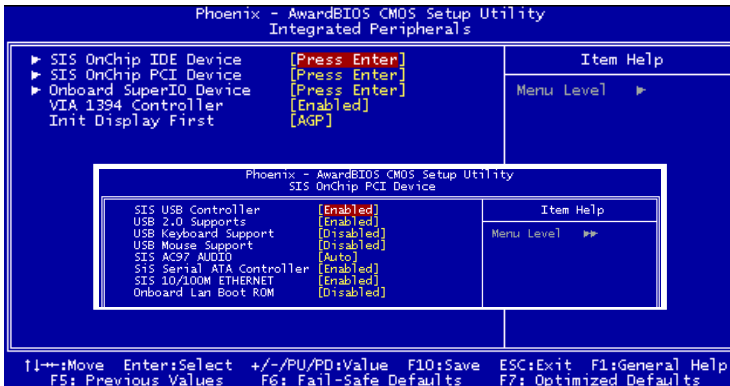 Phoenix - AwardBIOS CMOS Setup Utility
Integrated Peripherals
► SIS OnChip IDE Device [Press Enter]
► SIS OnChip PCI Device [Press Enter]
► Onboard SuperIO Device [Press Enter]
VIA 1394 Controller [Enabled]
Init Display First [AGP]
Item Help
Menu Level ►
Phoenix - AwardBIOS CMOS Setup Utility
SIS OnChip PCI Device
SIS USB Controller [Enabled]
USB 2.0 Supports [Enabled]
USB Keyboard Support [Disabled]
USB Mouse Support [Disabled]
SIS AC97 AUDIO [Auto]
SiS Serial ATA Controller [Enabled]
SIS 10/100M ETHERNET [Enabled]
Onboard Lan Boot ROM [Disabled]
Item Help
Menu Level ►►
↑↓→←:Move Enter:Select +/-/PU/PD:Value F10:Save ESC:Exit F1:General Help
F5: Previous Values F6: Fail-Safe Defaults F7: Optimized Defaults